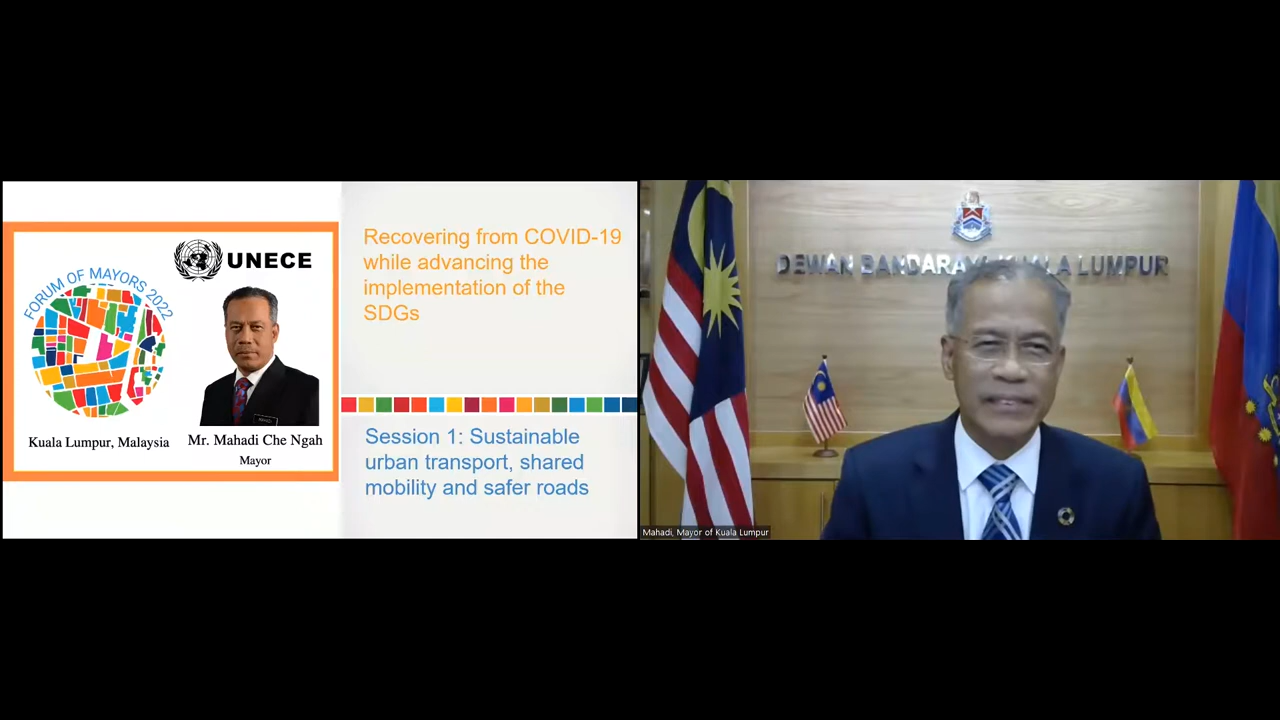 FORUM OF MAYORS 2022
UNECE
Kuala Lumpur, Malaysia
Mr. Mahadi Che Ngah
Mayor
Recovering from COVID-19
while advancing the
implementation of the
SDGs
Session 1: Sustainable
urban transport, shared
mobility and safer roads
DEWAN BANDARAYA KUALA LUMPUR
Mahadi, Mayor of Kuala Lumpur